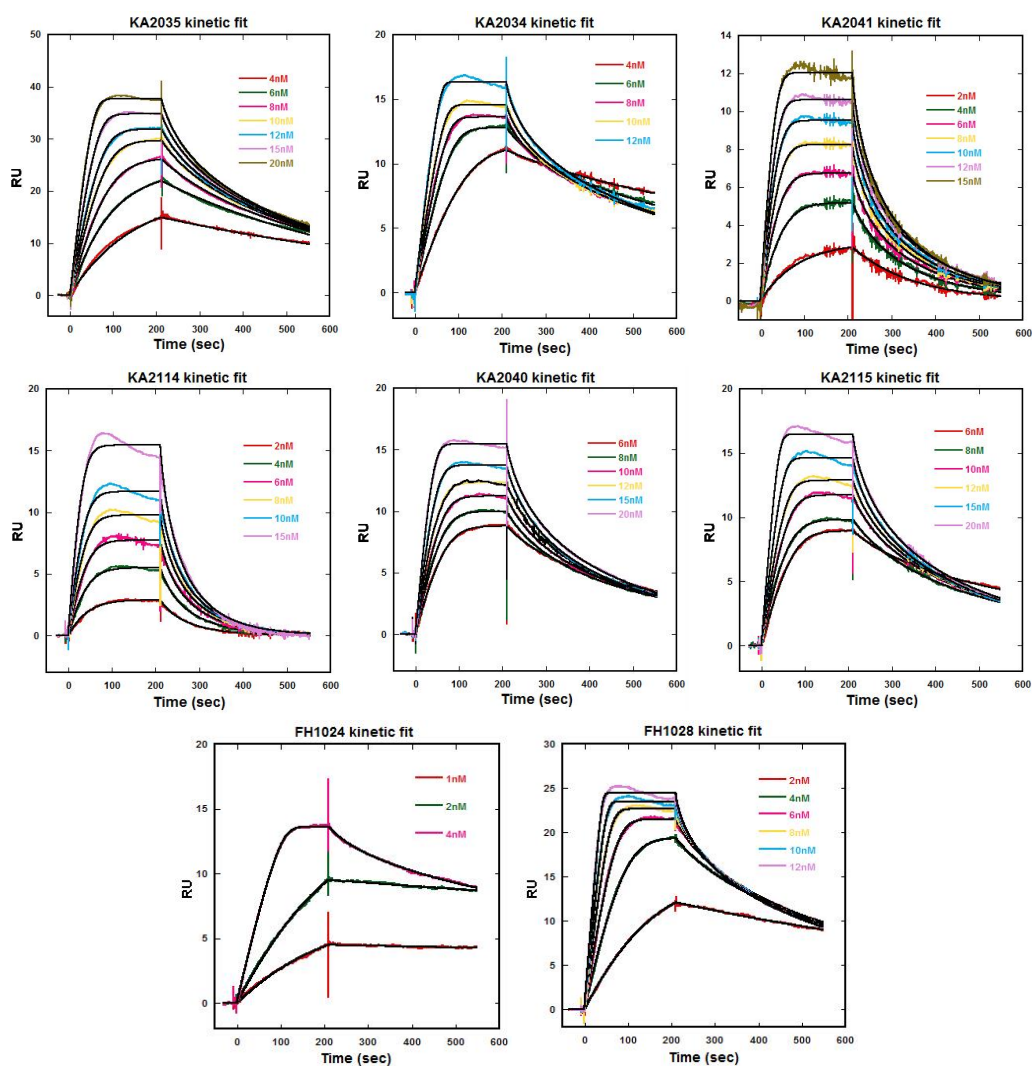 KA2035 kinetic fit
50
40
30
20
10
0
RU
4nM
6nM
8nM
10nM
12nM
15nM
20nM
0 100 200 300 400 500 600
Time (sec)
KA2034 kinetic fit
20
15
10
5
0
RU
4nM
6nM
8nM
10nM
12nM
0 100 200 300 400 500 600
Time (sec)
KA2041 kinetic fit
14
12
10
8
6
4
2
0
RU
2nM
4nM
6nM
8nM
10nM
12nM
15nM
0 100 200 300 400 500 600
Time (sec)
KA2114 kinetic fit
20
15
10
5
0
RU
2nM
4nM
6nM
8nM
10nM
15nM
0 100 200 300 400 500 600
Time (sec)
KA2040 kinetic fit
20
15
10
5
0
RU
6nM
8nM
10nM
12nM
15nM
20nM
0 100 200 300 400 500 600
Time (sec)
KA2115 kinetic fit
20
15
10
5
0
RU
6nM
8nM
10nM
12nM
15nM
20nM
0 100 200 300 400 500 600
Time (sec)
FH1024 kinetic fit
20
15
10
5
0
RU
1nM
2nM
4nM
0 100 200 300 400 500 600
Time (sec)
FH1028 kinetic fit
30
25
20
15
10
5
0
RU
2nM
4nM
6nM
8nM
10nM
12nM
0 100 200 300 400 500 600
Time (sec)